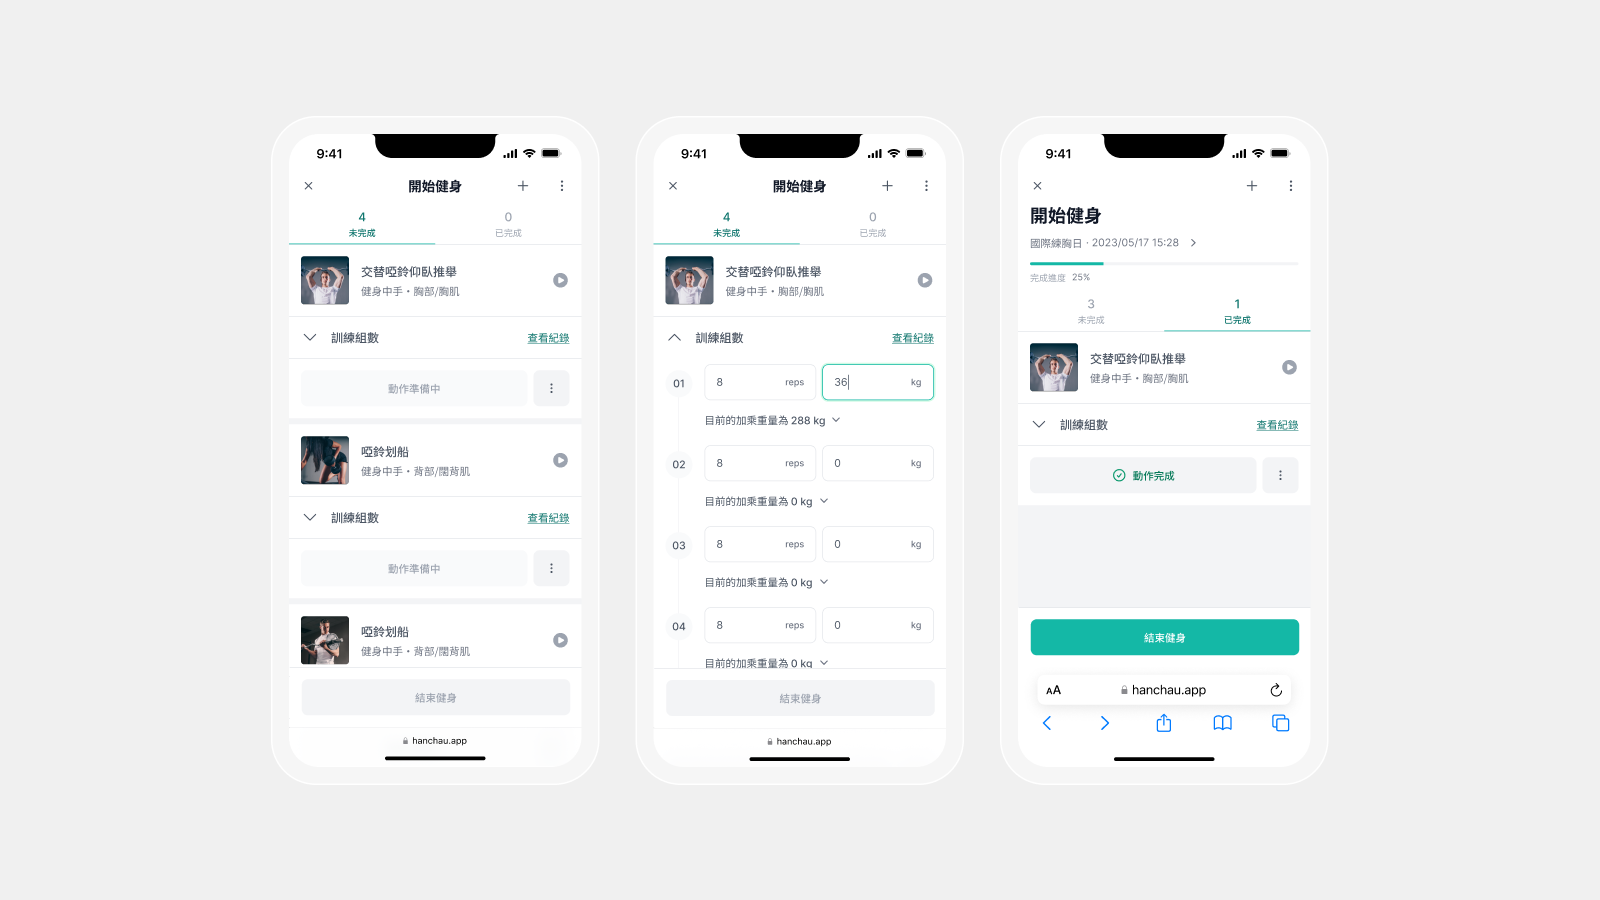 9:41
開始健身
4
未完成
0
已完成
交替啞鈴仰臥推舉
健身中手・胸部/胸肌
訓練組數
查看紀錄
動作準備中
啞鈴划船
健身中手・背部/闊背肌
訓練組數
查看紀錄
動作準備中
啞鈴划船
健身中手・背部/闊背肌
結束健身
hanchau.app
9:41
開始健身
4
未完成
0
已完成
交替啞鈴仰臥推舉
健身中手・胸部/胸肌
訓練組數
查看紀錄
01
8 reps
36 kg
目前的加乘重量為 288 kg
02
8 reps
0 kg
目前的加乘重量為 0 kg
03
8 reps
0 kg
目前的加乘重量為 0 kg
04
8 reps
0 kg
目前的加乘重量為 0 kg
結束健身
hanchau.app
9:41
開始健身
國際練胸日 · 2023/05/17 15:28
完成進度 25%
3
未完成
1
已完成
交替啞鈴仰臥推舉
健身中手・胸部/胸肌
訓練組數
查看紀錄
動作完成
結束健身
AA
hanchau.app